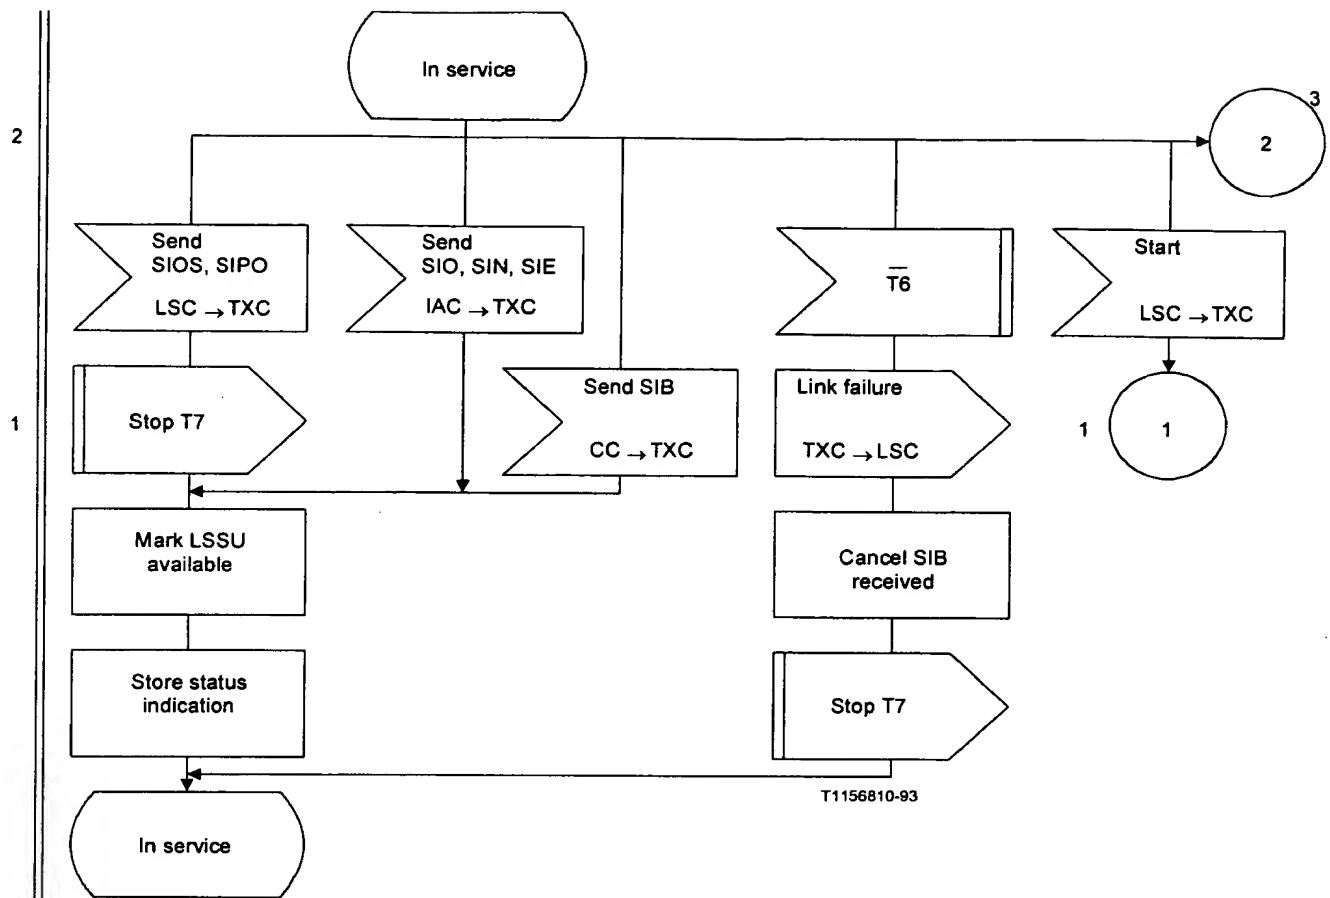 In service
3
2
2
Send
SIOS, SIPO
LSC → TXC
Send
SIO, SIN, SIE
IAC → TXC
T6
Start
LSC → TXC
1
Stop T7
Send SIB
CC → TXC
Link failure
TXC → LSC
1
1
Mark LSSU
available
Cancel SIB
received
Store status
indication
Stop T7
T1156810-93
In service